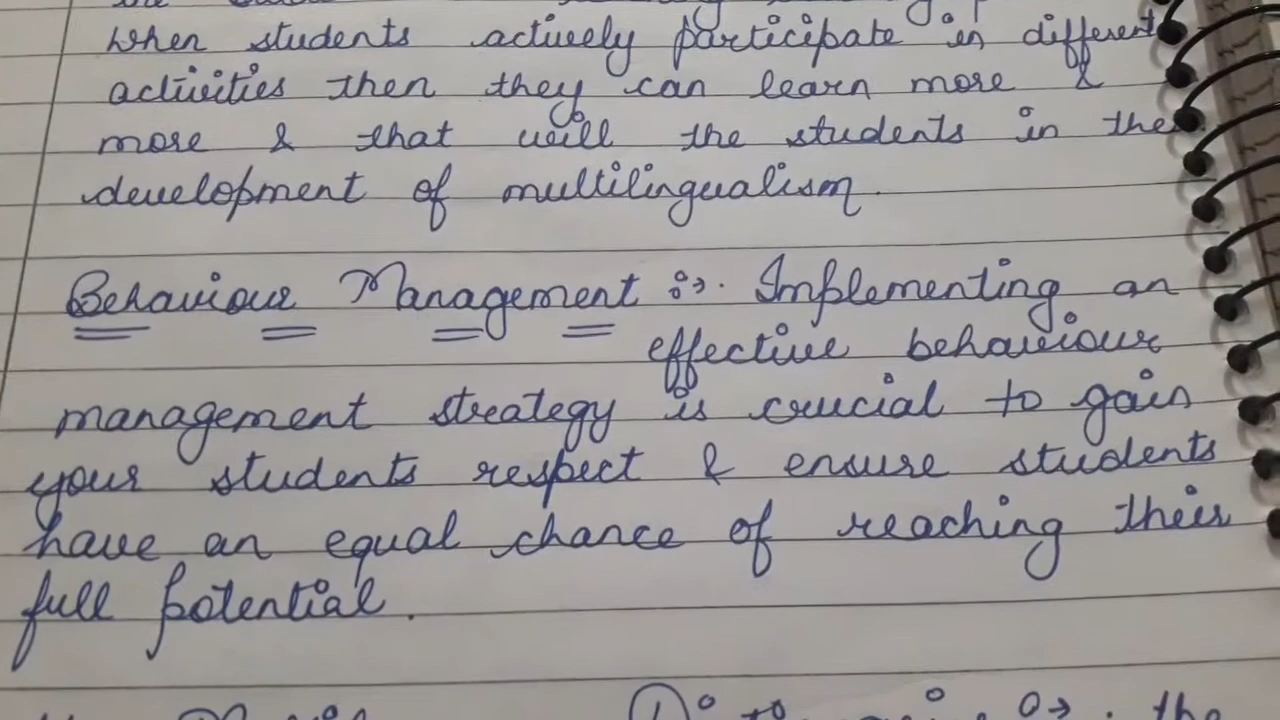 when students actively participate in different
activities then they can learn more &
more & that will the students in the
development of multilingualism.
Behaviour Management :→. Implementing an
effective behaviour
management strategy is crucial to gain
your students respect & ensure students
have an equal chance of reaching their
full potential.
the